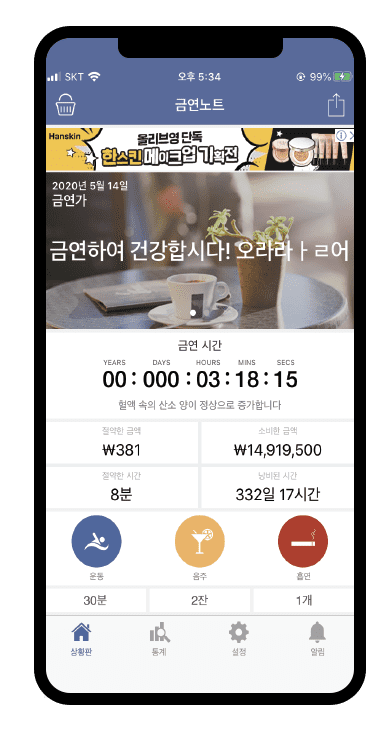 SKT
오후 5:34
99%
금연노트
Hanskin
올리브영 단독
한스킨 메이크업 기획전
2020년 5월 14일
금연가
금연하여 건강합시다! 오라라ㅏㄹ어
금연 시간
YEARS DAYS HOURS MINS SECS
00 : 000 : 03 : 18 : 15
혈액 속의 산소 양이 정상으로 증가합니다
절약한 금액 소비한 금액
₩381 ₩14,919,500
절약한 시간 낭비된 시간
8분 332일 17시간
운동 음주 흡연
30분 2잔 1개
상황판 통계 설정 알림